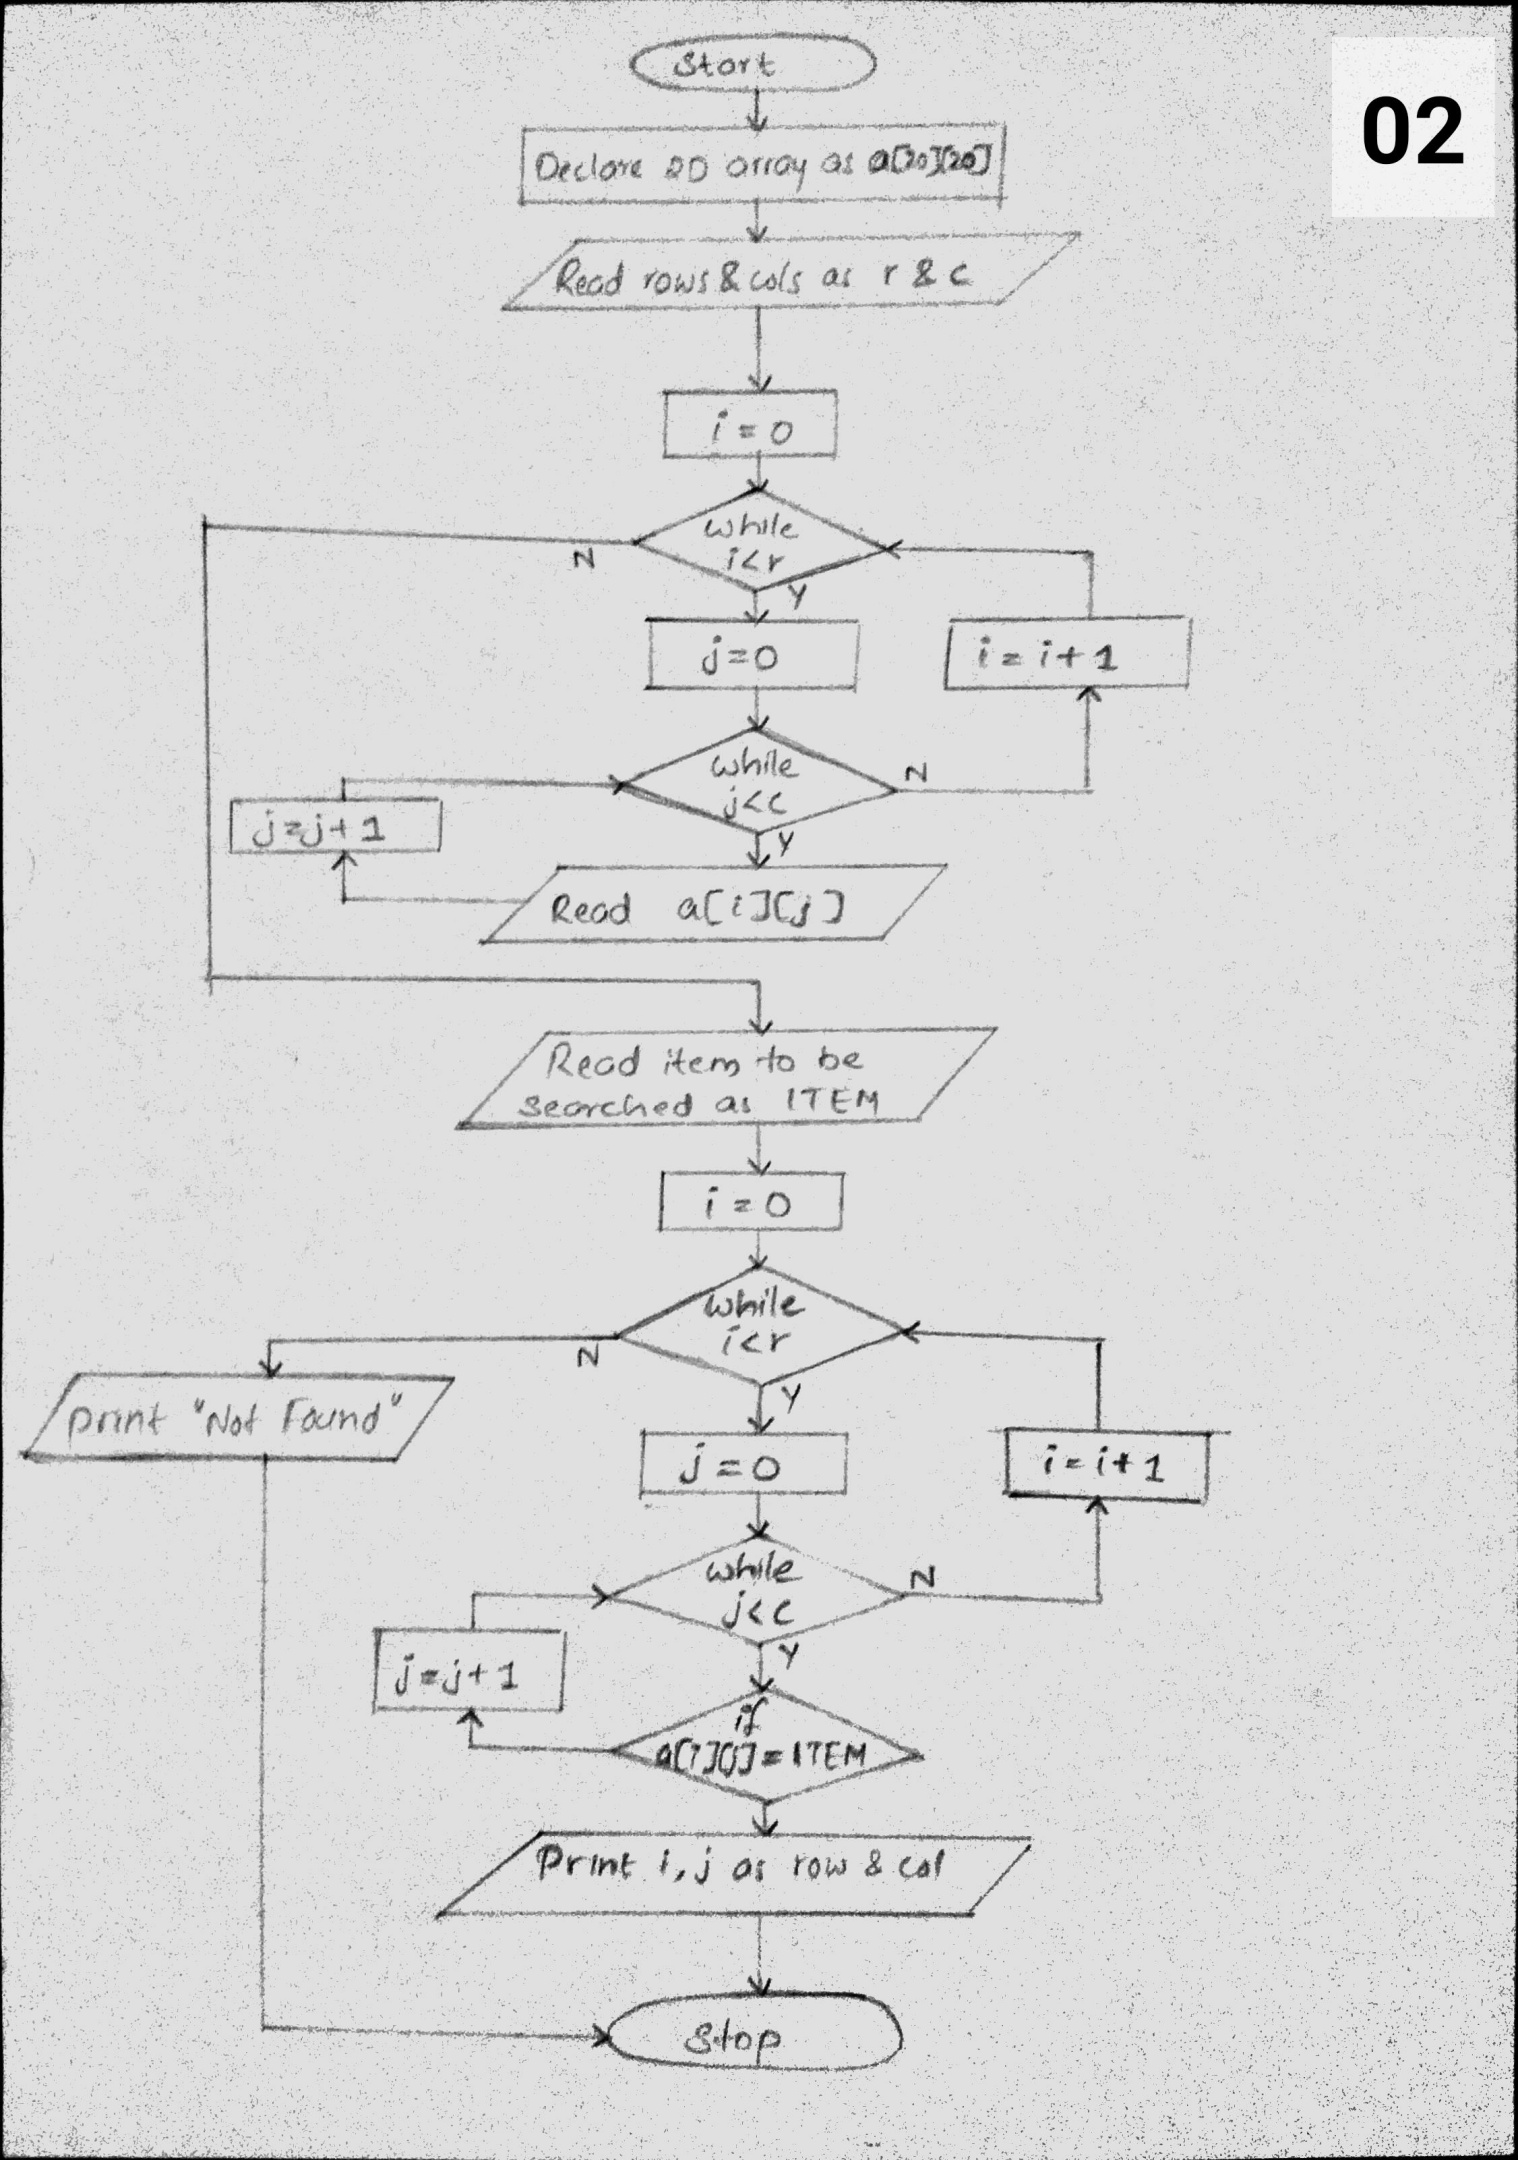 02
Start
Declare 2D array as a[20][20]
Read rows & cols as r & c
i = 0
while
i<r
N
Y
j=0
i = i+1
while
j<c
N
Y
j=j+1
Read a[i][j]
Read item to be
searched as ITEM
i = 0
while
i<r
N
Y
print "Not Found"
j = 0
i = i+1
while
j<c
N
Y
j=j+1
if
a[i][j] = ITEM
Print i, j as row & col
Stop